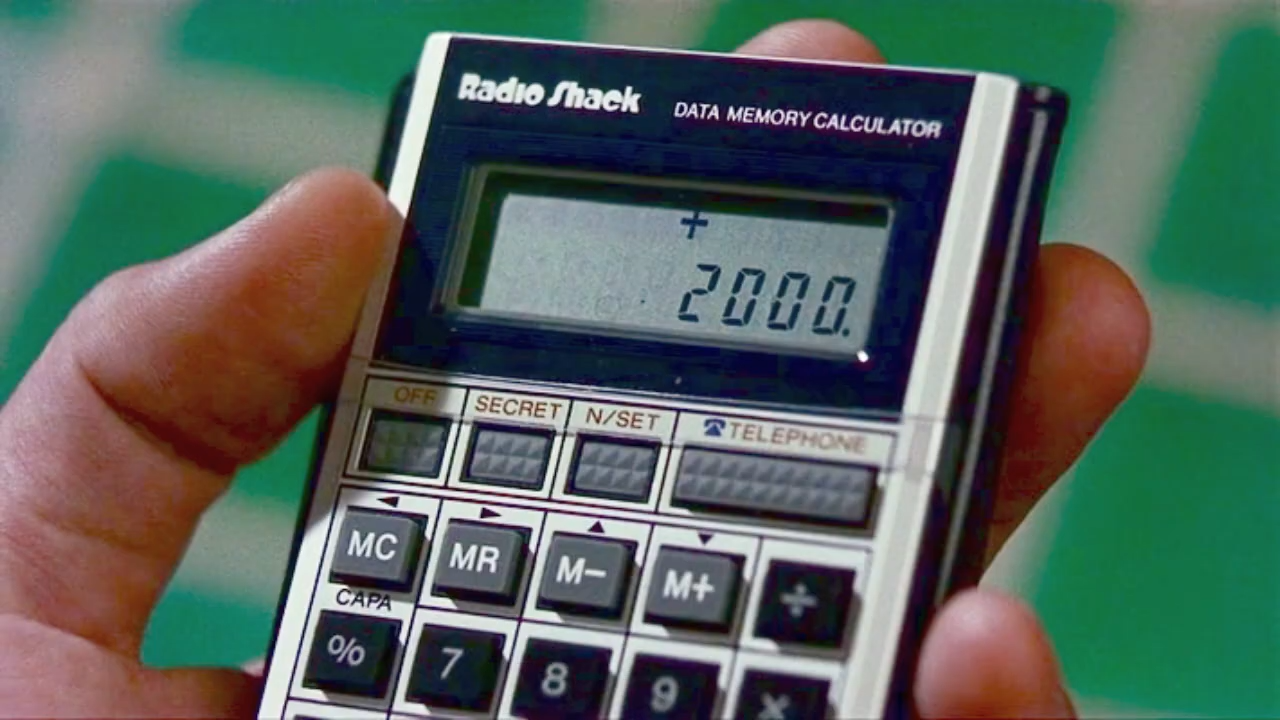 Radio Shack DATA MEMORY CALCULATOR
+
2000.
OFF SECRET N/SET ☎TELEPHONE
◀ ▶ ▲ ▼
MC MR M− M+ ÷
CAPA
% 7 8 9 ×